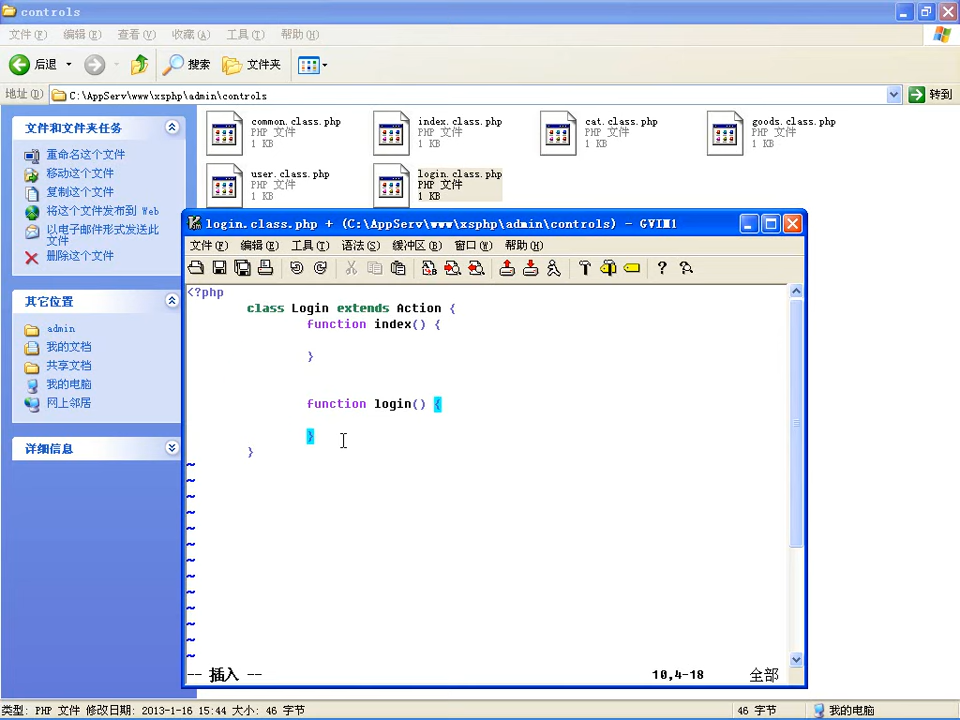 controls
文件(F) 编辑(E) 查看(V) 收藏(A) 工具(T) 帮助(H)
后退 搜索 文件夹
地址(D) C:\AppServ\www\xsphp\admin\controls 转到
文件和文件夹任务
重命名这个文件
移动这个文件
复制这个文件
将这个文件发布到 Web
以电子邮件形式发送此
文件
删除这个文件
其它位置
admin
我的文档
共享文档
我的电脑
网上邻居
详细信息
common.class.php
PHP 文件
1 KB
index.class.php
PHP 文件
1 KB
cat.class.php
PHP 文件
1 KB
goods.class.php
PHP 文件
1 KB
user.class.php
PHP 文件
1 KB
login.class.php
PHP 文件
1 KB
login.class.php + (C:\AppServ\www\xsphp\admin\controls) - GVIM1
文件(F) 编辑(E) 工具(T) 语法(S) 缓冲区(B) 窗口(W) 帮助(H)
<?php
class Login extends Action {
function index() {
}
function login() {
}
}
~
~
~
~
~
~
~
~
~
~
~
~
~
-- 插入 -- 10,4-18 全部
类型: PHP 文件 修改日期: 2013-1-16 15:44 大小: 46 字节 46 字节 我的电脑